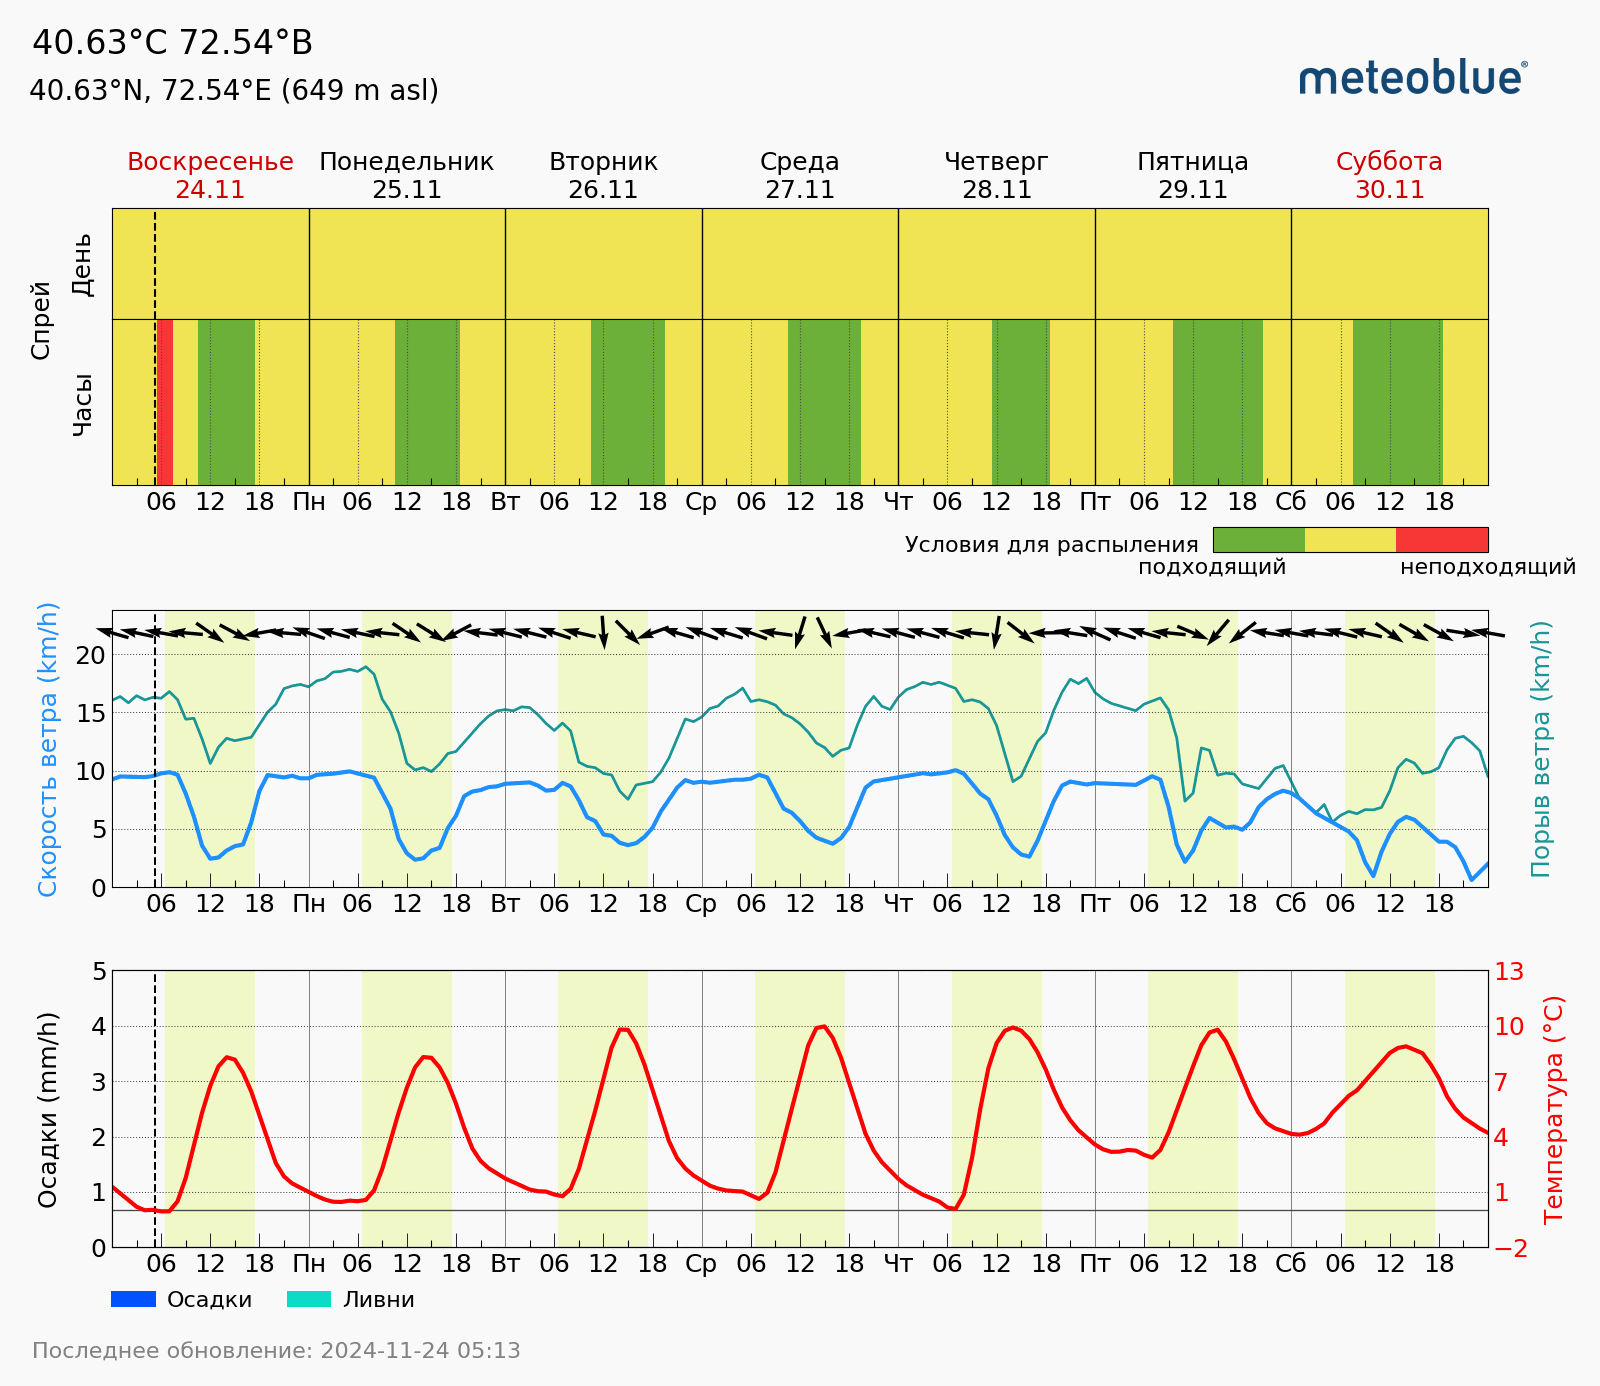 40.63°С 72.54°В
40.63°N, 72.54°E (649 m asl)
meteoblue®
Воскресенье Понедельник Вторник Среда Четверг Пятница Суббота
24.11 25.11 26.11 27.11 28.11 29.11 30.11
Спрей
День
Часы
06 12 18 Пн 06 12 18 Вт 06 12 18 Ср 06 12 18 Чт 06 12 18 Пт 06 12 18 Сб 06 12 18
Условия для распыления
подходящий неподходящий
Скорость ветра (km/h)
20
15
10
5
0
Порыв ветра (km/h)
06 12 18 Пн 06 12 18 Вт 06 12 18 Ср 06 12 18 Чт 06 12 18 Пт 06 12 18 Сб 06 12 18
Осадки (mm/h)
5 13
4 10
3 7
2 4
1 1
0 −2
Температура (°C)
06 12 18 Пн 06 12 18 Вт 06 12 18 Ср 06 12 18 Чт 06 12 18 Пт 06 12 18 Сб 06 12 18
Осадки Ливни
Последнее обновление: 2024-11-24 05:13